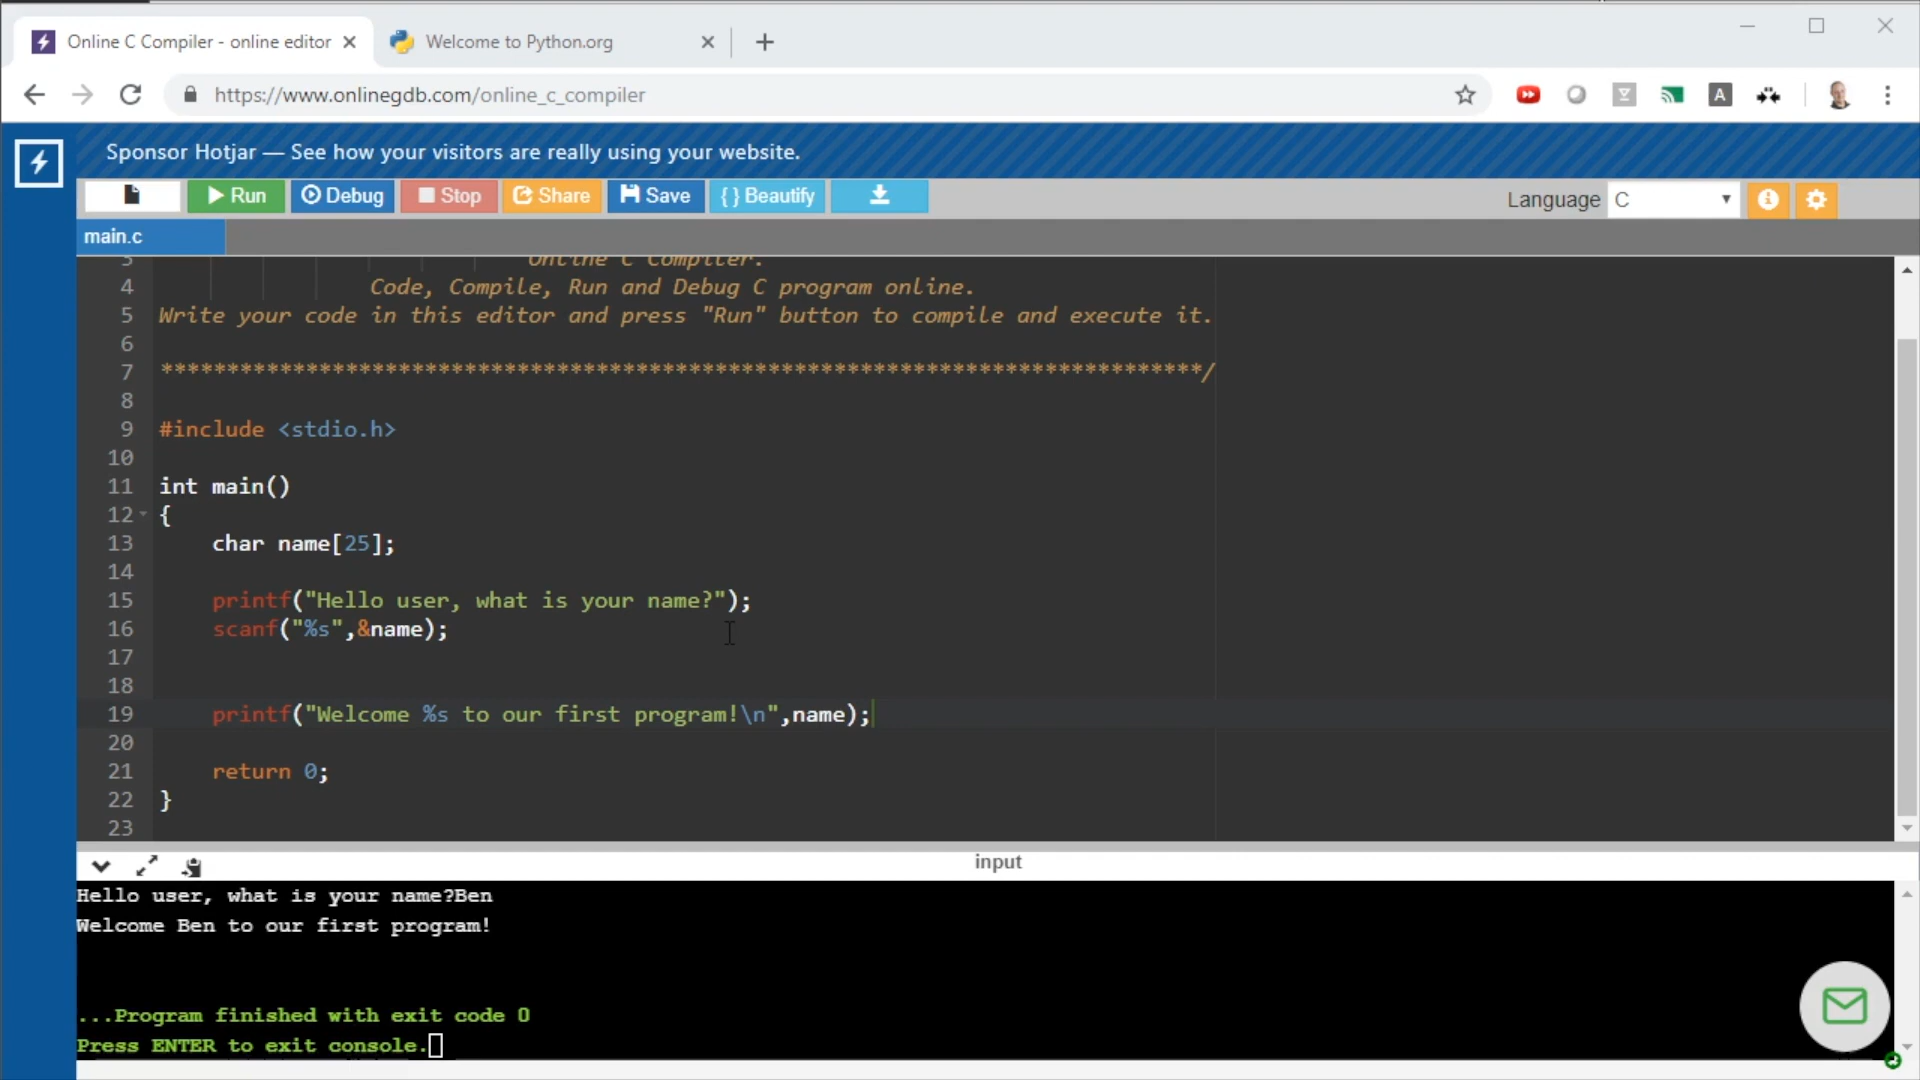 Online C Compiler - online editor
Welcome to Python.org
https://www.onlinegdb.com/online_c_compiler
A
Sponsor Hotjar — See how your visitors are really using your website.
Run Debug Stop Share Save {} Beautify
Language C
main.c
3 Online C Compiler.
4 Code, Compile, Run and Debug C program online.
5 Write your code in this editor and press "Run" button to compile and execute it.
6
7 *******************************************************************************/
8
9 #include <stdio.h>
10
11 int main()
12 {
13 char name[25];
14
15 printf("Hello user, what is your name?");
16 scanf("%s",&name);
17
18
19 printf("Welcome %s to our first program!\n",name);
20
21 return 0;
22 }
23
input
Hello user, what is your name?Ben
Welcome Ben to our first program!
...Program finished with exit code 0
Press ENTER to exit console.